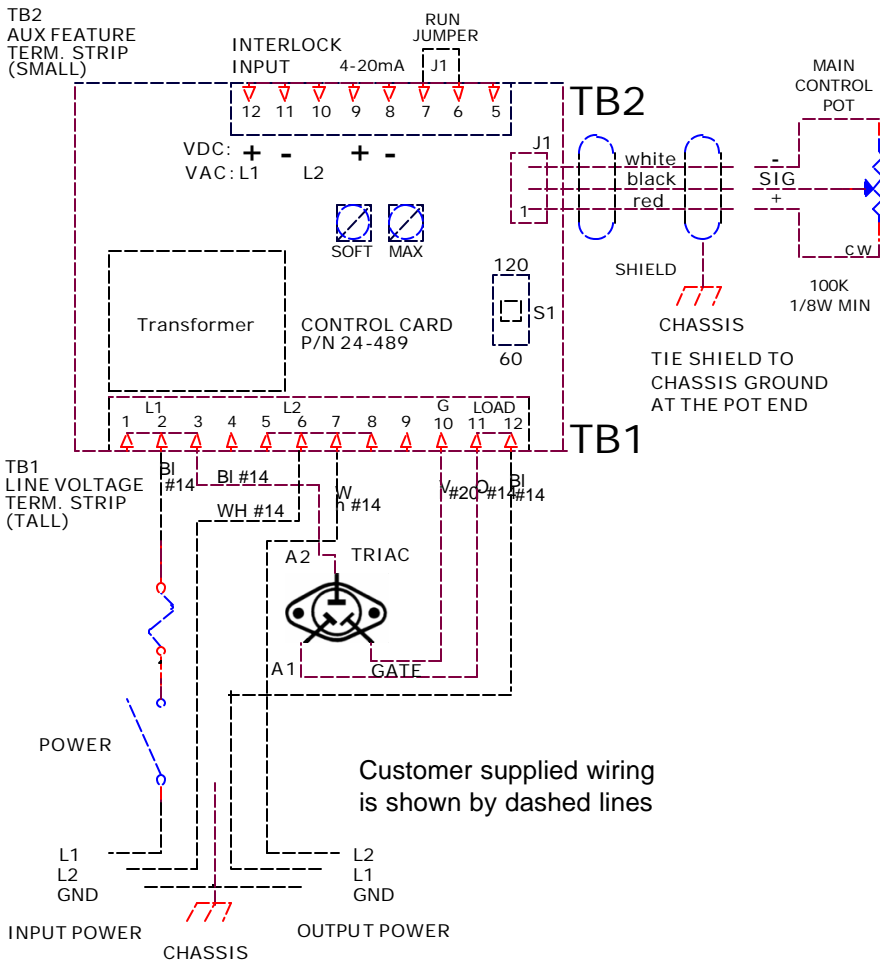 TB2
AUX FEATURE
TERM. STRIP
(SMALL)
INTERLOCK
INPUT
4-20mA
RUN
JUMPER
J1
12 11 10 9 8 7 6 5
TB2
VDC: + - + -
VAC: L1 L2
SOFT
MAX
J1
1
white
black
red
-
SIG
+
MAIN
CONTROL
POT
CW
100K
1/8W MIN
SHIELD
CHASSIS
TIE SHIELD TO
CHASSIS GROUND
AT THE POT END
120
S1
60
Transformer
CONTROL CARD
P/N 24-489
L1 L2 G LOAD
1 2 3 4 5 6 7 8 9 10 11 12
TB1
TB1
LINE VOLTAGE
TERM. STRIP
(TALL)
Bl
#14
Bl #14
WH #14
W
h #14
V#20
O#14
Bl
#14
A2
TRIAC
A1
GATE
POWER
Customer supplied wiring
is shown by dashed lines
L1
L2
GND
INPUT POWER
CHASSIS
L2
L1
GND
OUTPUT POWER